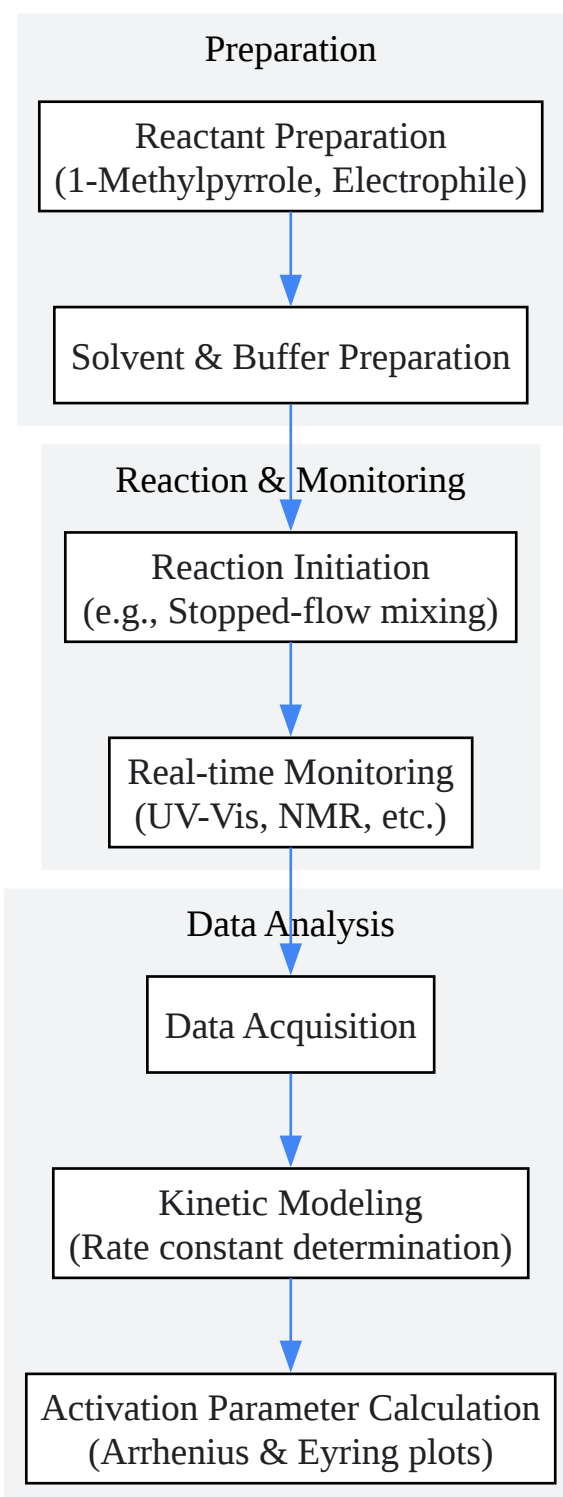 Preparation
Reactant Preparation
(1-Methylpyrrole, Electrophile)
Solvent & Buffer Preparation
Reaction & Monitoring
Reaction Initiation
(e.g., Stopped-flow mixing)
Real-time Monitoring
(UV-Vis, NMR, etc.)
Data Analysis
Data Acquisition
Kinetic Modeling
(Rate constant determination)
Activation Parameter Calculation
(Arrhenius & Eyring plots)